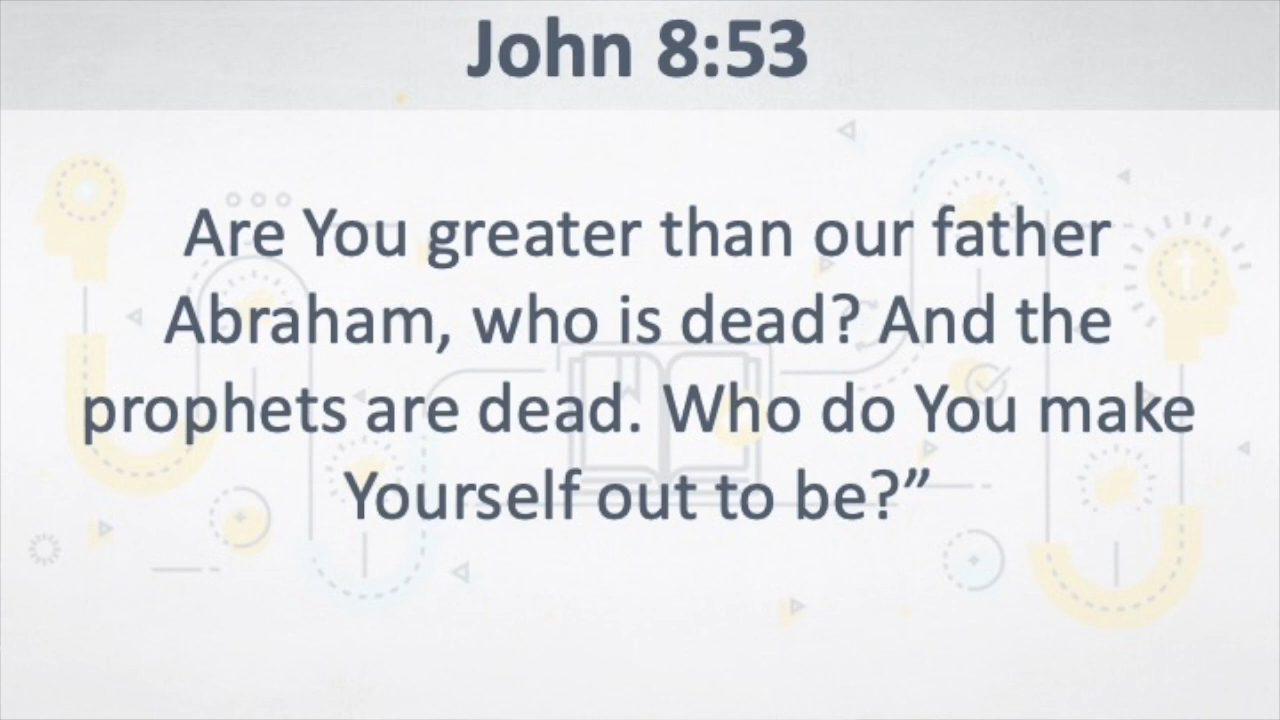 John 8:53
Are You greater than our father
Abraham, who is dead? And the
prophets are dead. Who do You make
Yourself out to be?”